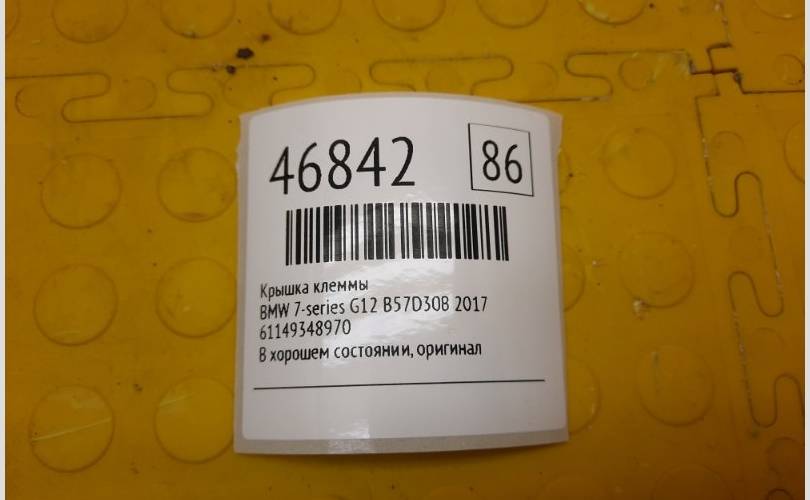 46842 86
Крышка клеммы
BMW 7-series G12 B57D30B 2017
61149348970
В хорошем состоянии, оригинал